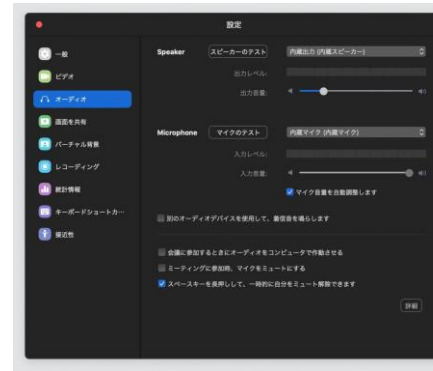 設定
一般
ビデオ
オーディオ
画面を共有
バーチャル背景
レコーディング
統計情報
キーボードショートカ…
接近性
Speaker
スピーカーのテスト
内蔵出力 (内蔵スピーカー)
出力レベル:
出力音量:
Microphone
マイクのテスト
内蔵マイク (内蔵マイク)
入力レベル:
入力音量:
マイク音量を自動調整します
別のオーディオデバイスを使用して、着信音を鳴らします
会議に参加するときにオーディオをコンピュータで作動させる
ミーティングに参加時、マイクをミュートにする
スペースキーを長押しして、一時的に自分をミュート解除できます
詳細